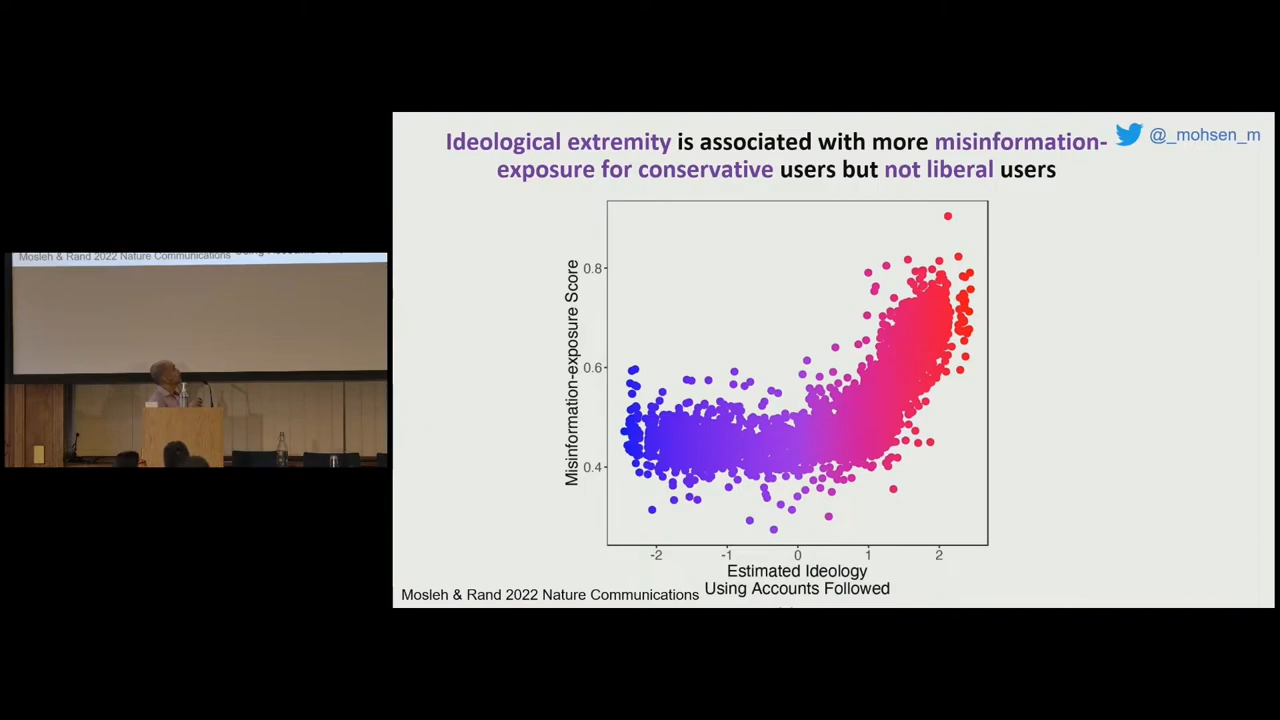 Ideological extremity is associated with more misinformation-
exposure for conservative users but not liberal users
@_mohsen_m
Misinformation-exposure Score
0.8
0.6
0.4
-2 -1 0 1 2
Estimated Ideology
Using Accounts Followed
Mosleh & Rand 2022 Nature Communications
Mosleh & Rand 2022 Nature Communications